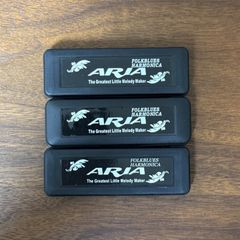 FOLKBLUES
HARMONICA
ARIA
The Greatest Little Melody Maker
FOLKBLUES
HARMONICA
ARIA
The Greatest Little Melody Maker
FOLKBLUES
HARMONICA
ARIA
The Greatest Little Melody Maker